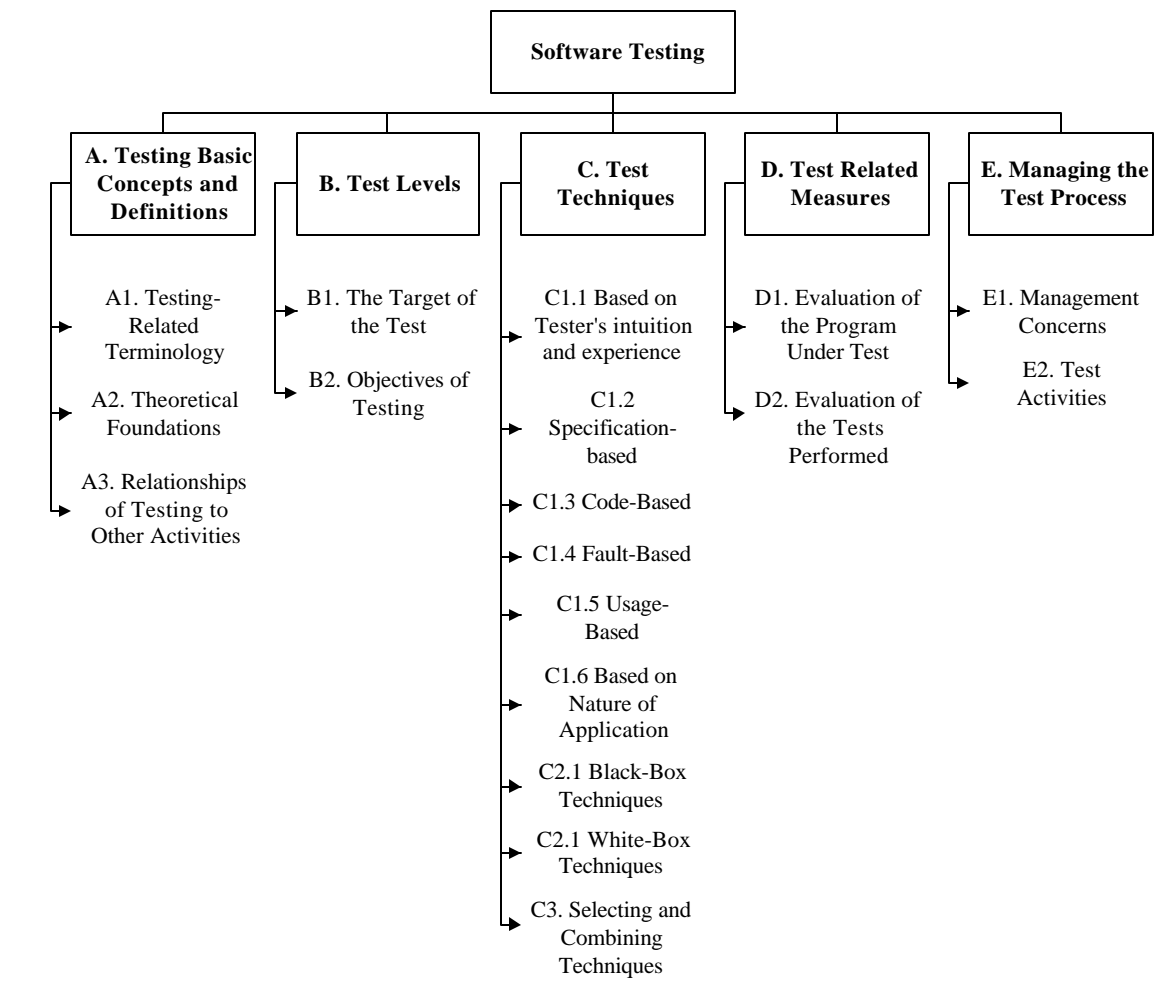 Software Testing
A. Testing Basic
Concepts and
Definitions
B. Test Levels
C. Test
Techniques
D. Test Related
Measures
E. Managing the
Test Process
A1. Testing-
Related
Terminology
A2. Theoretical
Foundations
A3. Relationships
of Testing to
Other Activities
B1. The Target of
the Test
B2. Objectives of
Testing
C1.1 Based on
Tester's intuition
and experience
C1.2
Specification-
based
C1.3 Code-Based
C1.4 Fault-Based
C1.5 Usage-
Based
C1.6 Based on
Nature of
Application
C2.1 Black-Box
Techniques
C2.1 White-Box
Techniques
C3. Selecting and
Combining
Techniques
D1. Evaluation of
the Program
Under Test
D2. Evaluation of
the Tests
Performed
E1. Management
Concerns
E2. Test
Activities